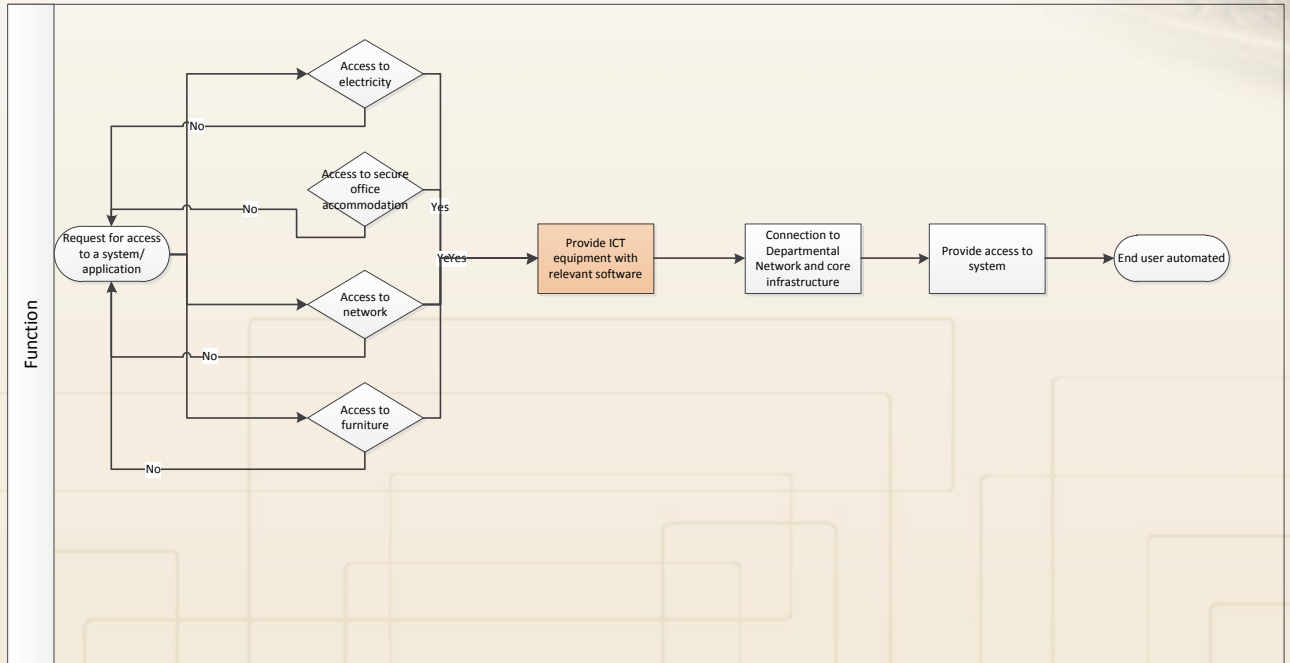 Function
Access to
electricity
No
Access to secure
office
accommodation
No
Yes
Request for access
to a system/
application
YeYes
Provide ICT
equipment with
relevant software
Connection to
Departmental
Network and core
infrastructure
Provide access to
system
End user automated
Access to
network
No
Access to
furniture
No